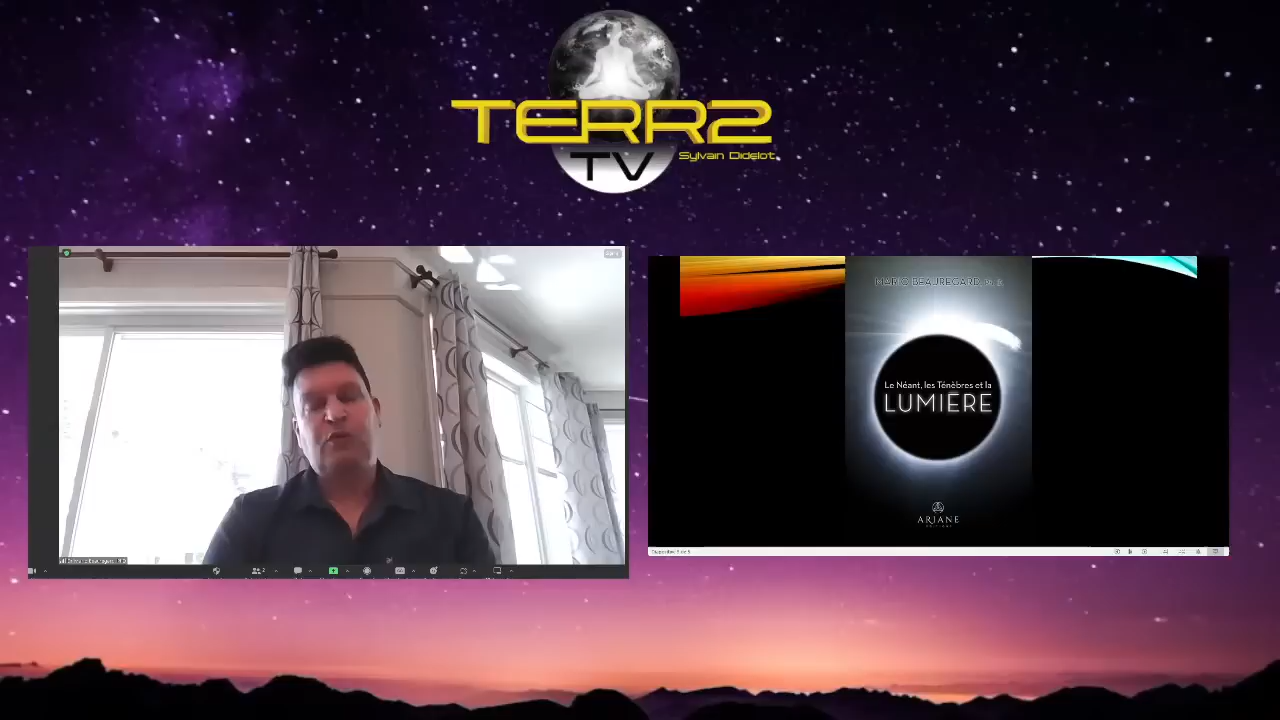 TERR2
TV
Sylvain Didelot
MARIO BEAUREGARD, Ph.D.
Le Néant, les Ténèbres et la
LUMIÈRE
ARIANE